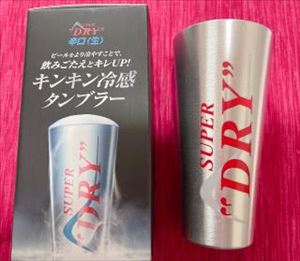 SUPER
"DRY"
辛口〈生〉
ビールをより冷やすことで、
飲みごたえとキレUP!
キンキン冷感
タンブラー
SUPER
"DRY"
SUPER
"DRY"